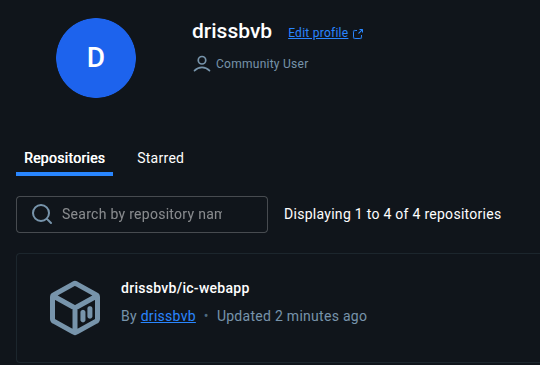 D
drissbvb Edit profile
Community User
Repositories Starred
Search by repository nam
Displaying 1 to 4 of 4 repositories
drissbvb/ic-webapp
By drissbvb • Updated 2 minutes ago